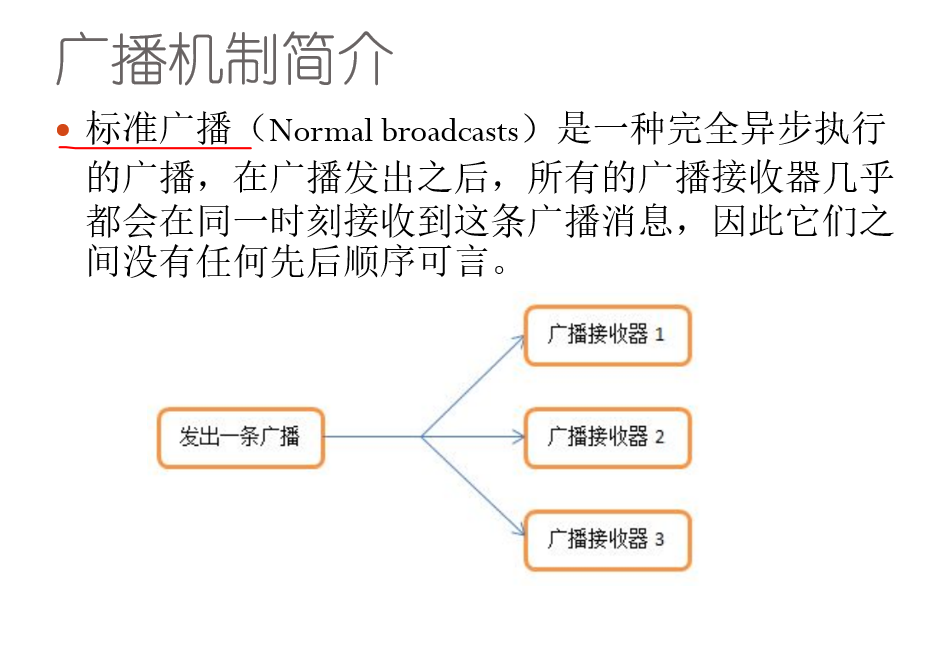 广播机制简介
• 标准广播（Normal broadcasts）是一种完全异步执行
的广播，在广播发出之后，所有的广播接收器几乎
都会在同一时刻接收到这条广播消息，因此它们之
间没有任何先后顺序可言。
广播接收器 1
发出一条广播
广播接收器 2
广播接收器 3